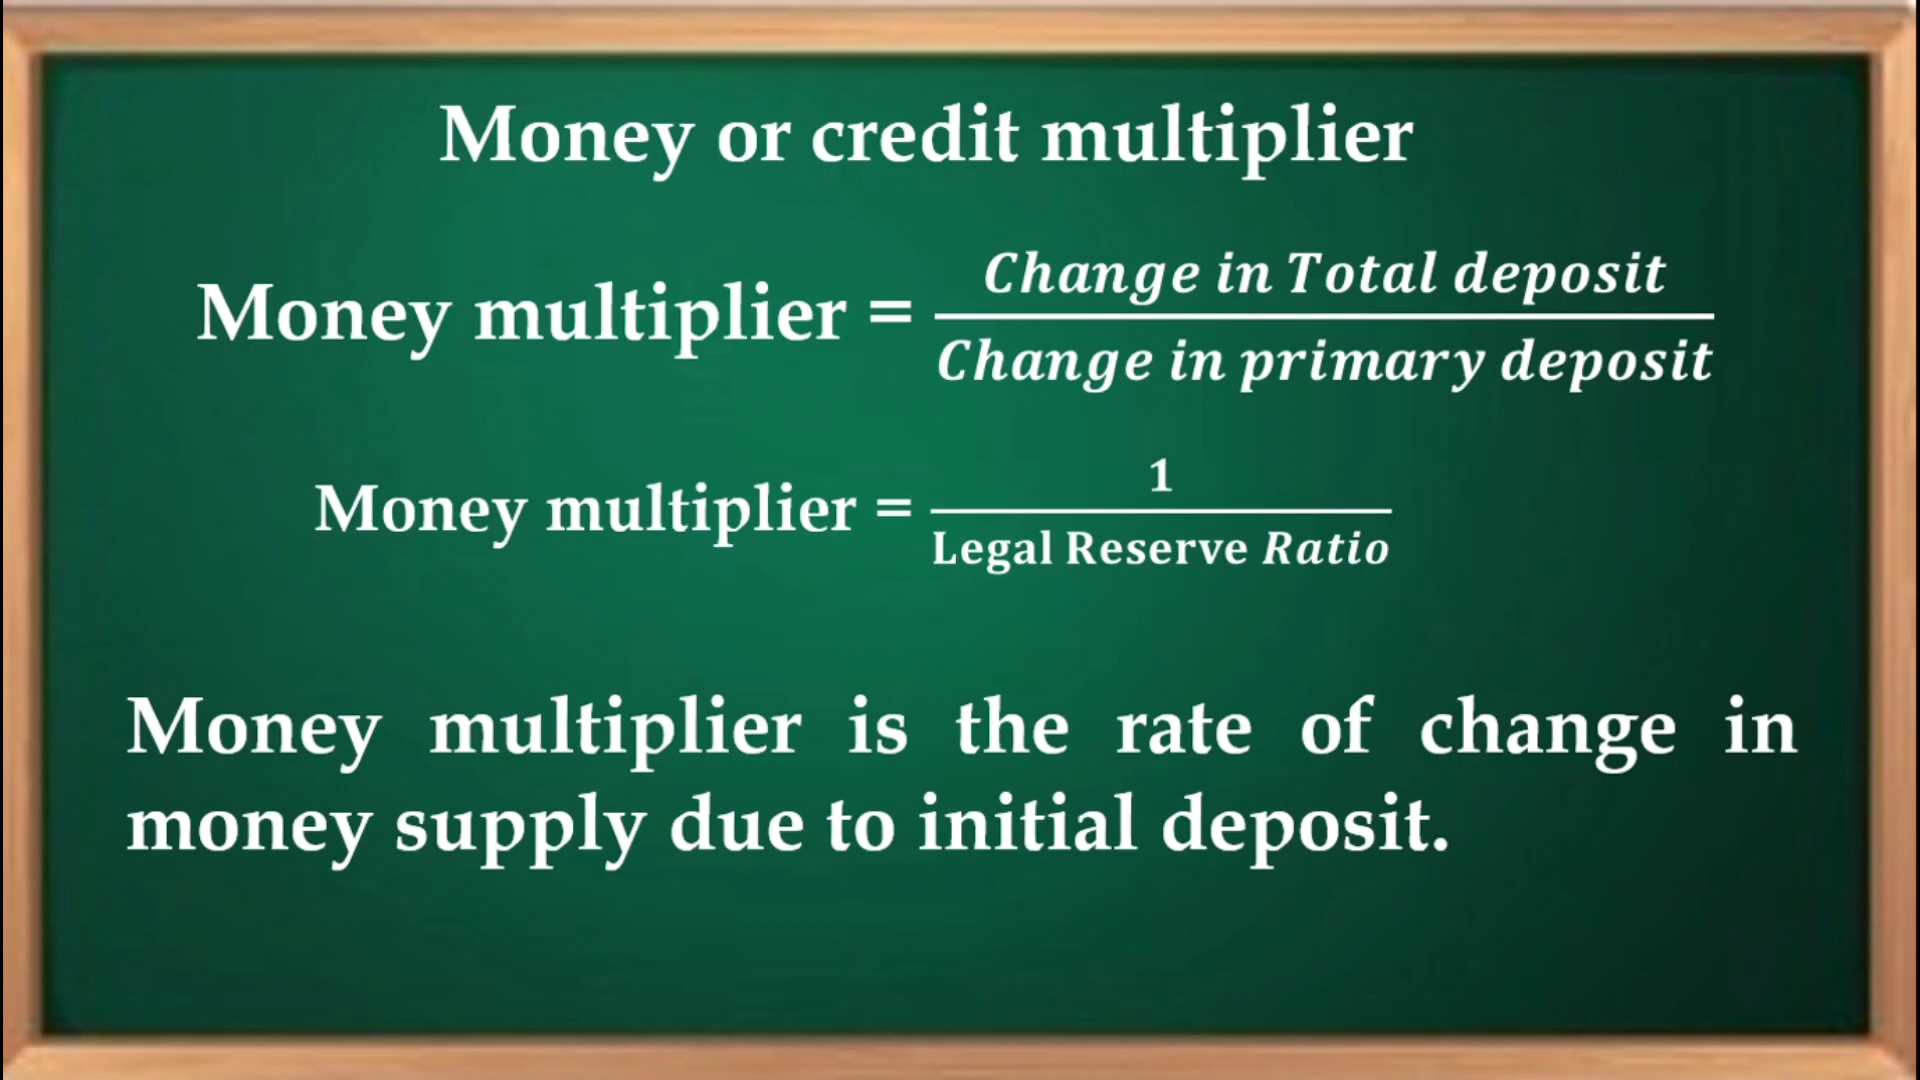 Money or credit multiplier
Money multiplier = Change in Total deposit / Change in primary deposit
Money multiplier = 1 / Legal Reserve Ratio
Money multiplier is the rate of change in
money supply due to initial deposit.